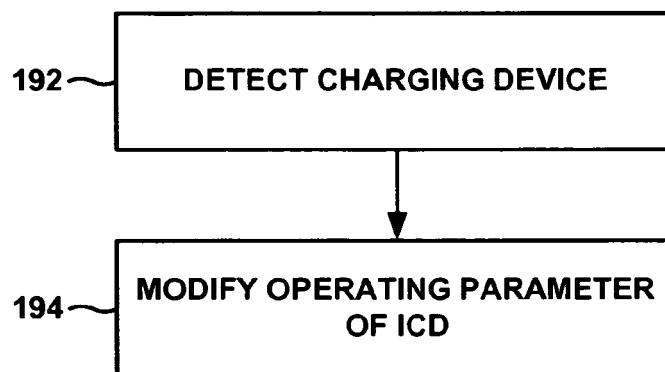 192
DETECT CHARGING DEVICE
194
MODIFY OPERATING PARAMETER
OF ICD